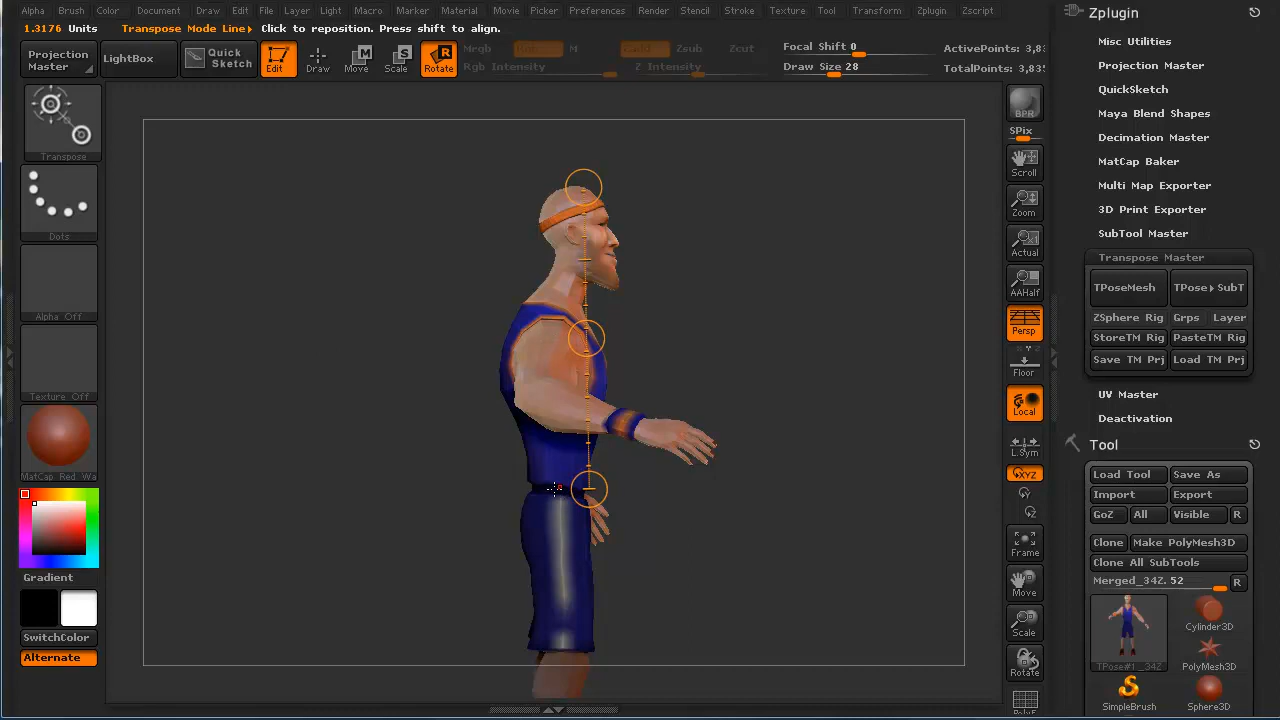 Alpha Brush Color Document Draw Edit File Layer Light Macro Marker Material Movie Picker Preferences Render Stencil Stroke Texture Tool Transform Zplugin Zscript
1.3176 Units Transpose Mode Line> Click to reposition. Press shift to align.
Projection Master
LightBox
Quick Sketch
Edit
Draw
Move
Scale
Rotate
Mrgb
M
Rgb Intensity
Zsub
Zcut
Z Intensity
Focal Shift 0
Draw Size 28
ActivePoints: 3,8
TotalPoints: 3,83
Transpose
Dots
Alpha Off
Texture Off
MatCap Red Wa
Gradient
SwitchColor
Alternate
BPR
SPix
Scroll
Zoom
Actual
AAHalf
Persp
Floor
Local
L.Sym
XYZ
Frame
Move
Scale
Rotate
Zplugin
Misc Utilities
Projection Master
QuickSketch
Maya Blend Shapes
Decimation Master
MatCap Baker
Multi Map Exporter
3D Print Exporter
SubTool Master
Transpose Master
TPoseMesh TPose▸SubT
ZSphere Rig Grps Layer
StoreTM Rig PasteTM Rig
Save TM Prj Load TM Prj
UV Master
Deactivation
Tool
Load Tool Save As
Import Export
GoZ All Visible R
Clone Make PolyMesh3D
Clone All SubTools
Merged_34Z. 52 R
TPose#1_34Z
Cylinder3D
PolyMesh3D
SimpleBrush
Sphere3D